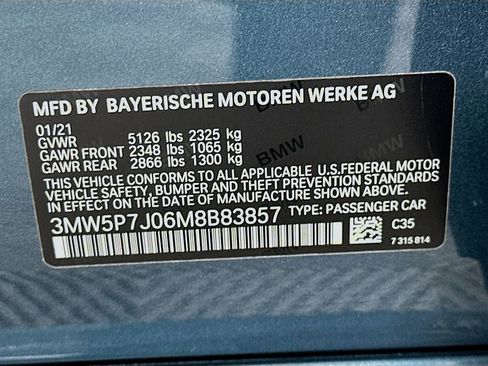 MFD BY BAYERISCHE MOTOREN WERKE AG
01/21
GVWR 5126 lbs 2325 kg
GAWR FRONT 2348 lbs 1065 kg
GAWR REAR 2866 lbs 1300 kg
THIS VEHICLE CONFORMS TO ALL APPLICABLE U.S.FEDERAL MOTOR
VEHICLE SAFETY, BUMPER AND THEFT PREVENTION STANDARDS
IN EFFECT ON THE DATE OF MANUFACTURE SHOWN ABOVE.
3MW5P7J06M8B83857 TYPE: PASSENGER CAR
C35
7 315 814
BMW
BMW
BMW